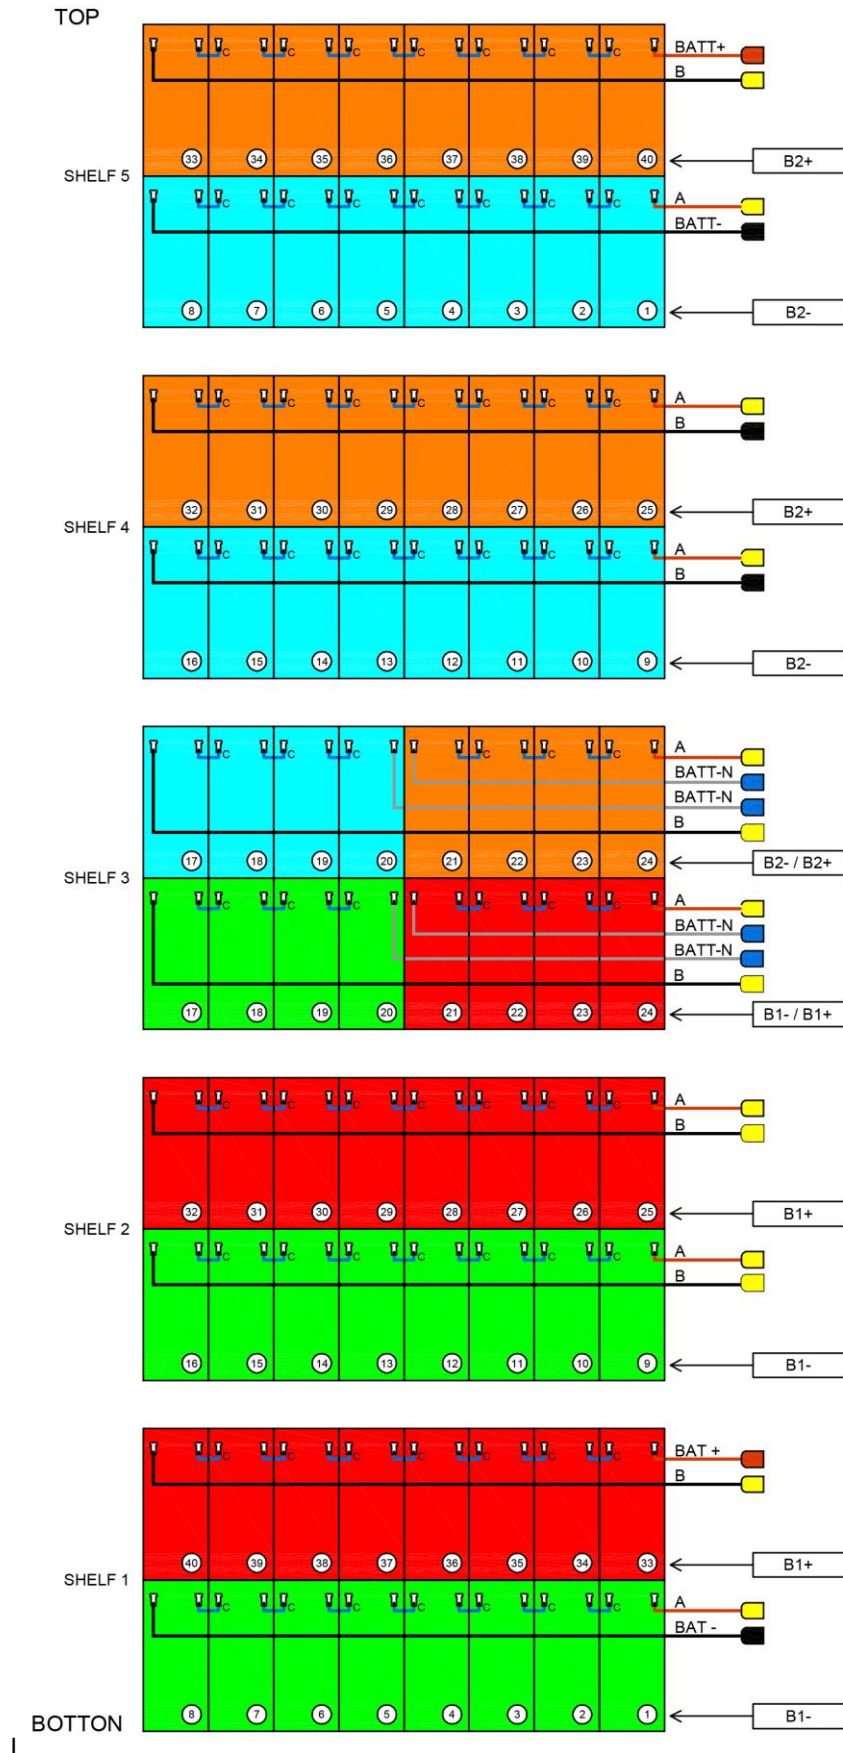 TOP
BATT+
C C C C C C C
B
33 34 35 36 37 38 39 40
B2+
SHELF 5
A
C C C C C C C
BATT-
8 7 6 5 4 3 2 1
B2-
A
C C C C C C C
B
32 31 30 29 28 27 26 25
B2+
SHELF 4
A
C C C C C C C
B
16 15 14 13 12 11 10 9
B2-
A
C C C C C C
BATT-N
BATT-N
B
17 18 19 20 21 22 23 24
B2- / B2+
SHELF 3
A
C C C C C C
BATT-N
BATT-N
B
17 18 19 20 21 22 23 24
B1- / B1+
A
C C C C C C C
B
32 31 30 29 28 27 26 25
B1+
SHELF 2
A
C C C C C C C
B
16 15 14 13 12 11 10 9
B1-
BAT +
C C C C C C C
B
40 39 38 37 36 35 34 33
B1+
SHELF 1
A
C C C C C C C
BAT -
8 7 6 5 4 3 2 1
B1-
BOTTON